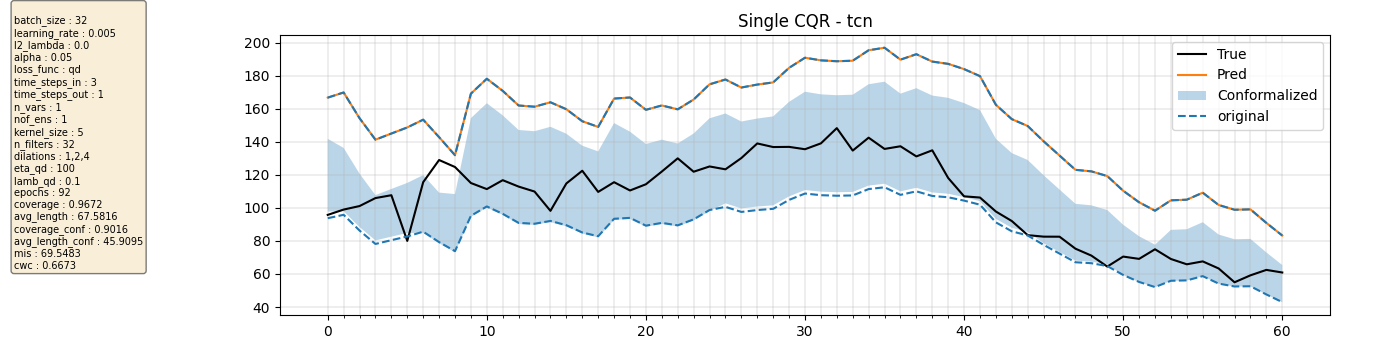 batch_size : 32
learning_rate : 0.005
l2_lambda : 0.0
alpha : 0.05
loss_func : qd
time_steps_in : 3
time_steps_out : 1
n_vars : 1
nof_ens : 1
kernel_size : 5
n_filters : 32
dilations : 1,2,4
eta_qd : 100
lamb_qd : 0.1
epochs : 92
coverage : 0.9672
avg_length : 67.5816
coverage_conf : 0.9016
avg_length_conf : 45.9095
mis : 69.5483
cwc : 0.6673
Single CQR - tcn
200
180
160
140
120
100
80
60
40
0
10
20
30
40
50
60
True
Pred
Conformalized
original